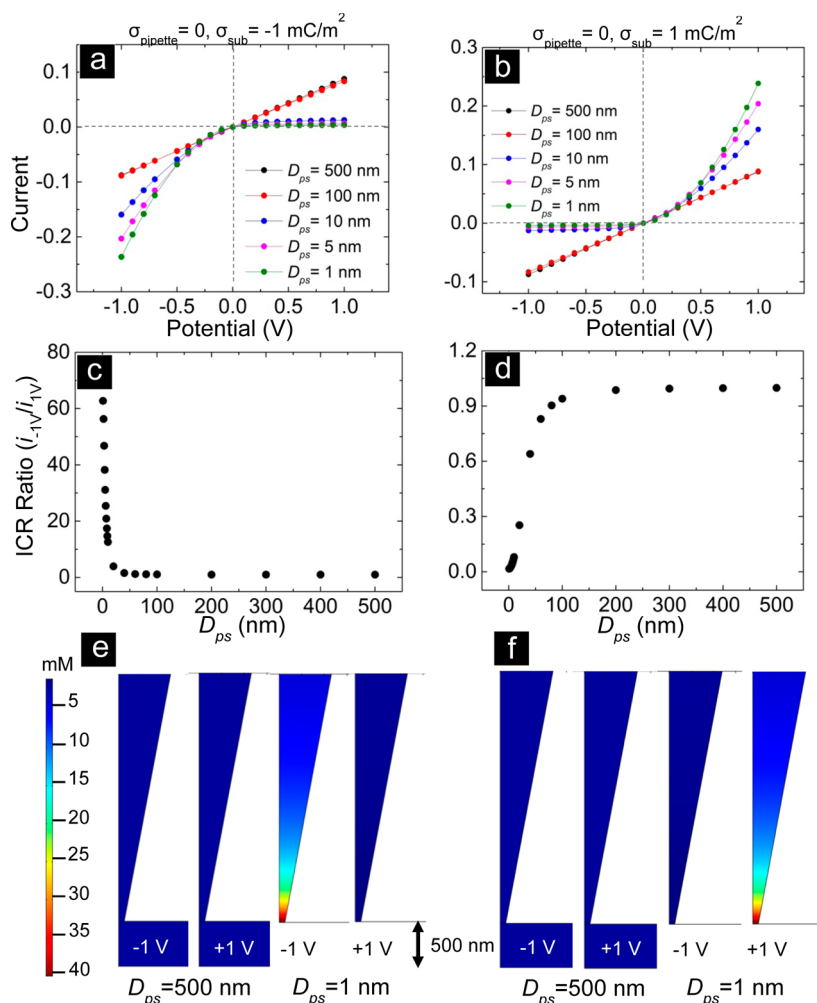 σpipette = 0, σsub = -1 mC/m²
σpipette = 0, σsub = 1 mC/m²
a
0.1
0.0
-0.1
-0.2
-0.3
Current
Dps = 500 nm
Dps = 100 nm
Dps = 10 nm
Dps = 5 nm
Dps = 1 nm
-1.0 -0.5 0.0 0.5 1.0
Potential (V)
b
0.3
0.2
0.1
0.0
-0.1
Dps = 500 nm
Dps = 100 nm
Dps = 10 nm
Dps = 5 nm
Dps = 1 nm
-1.0 -0.5 0.0 0.5 1.0
Potential (V)
c
80
60
40
20
0
ICR Ratio (i-1V/i1V)
0 100 200 300 400 500
Dps (nm)
d
1.2
0.9
0.6
0.3
0.0
0 100 200 300 400 500
Dps (nm)
e
mM
5
10
15
20
25
30
35
40
-1 V
+1 V
-1 V
+1 V
500 nm
Dps=500 nm
Dps=1 nm
f
-1 V
+1 V
-1 V
+1 V
Dps=500 nm
Dps=1 nm